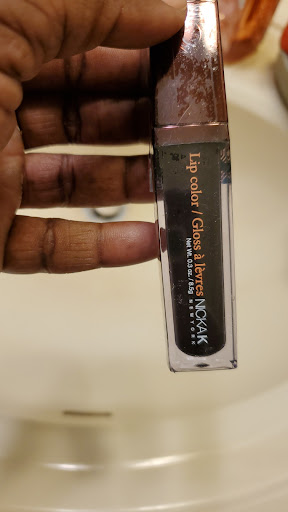 Lip color / Gloss à lèvres
Net Wt. 0.3 oz. / 8.5g
NICKA K
NEW YORK